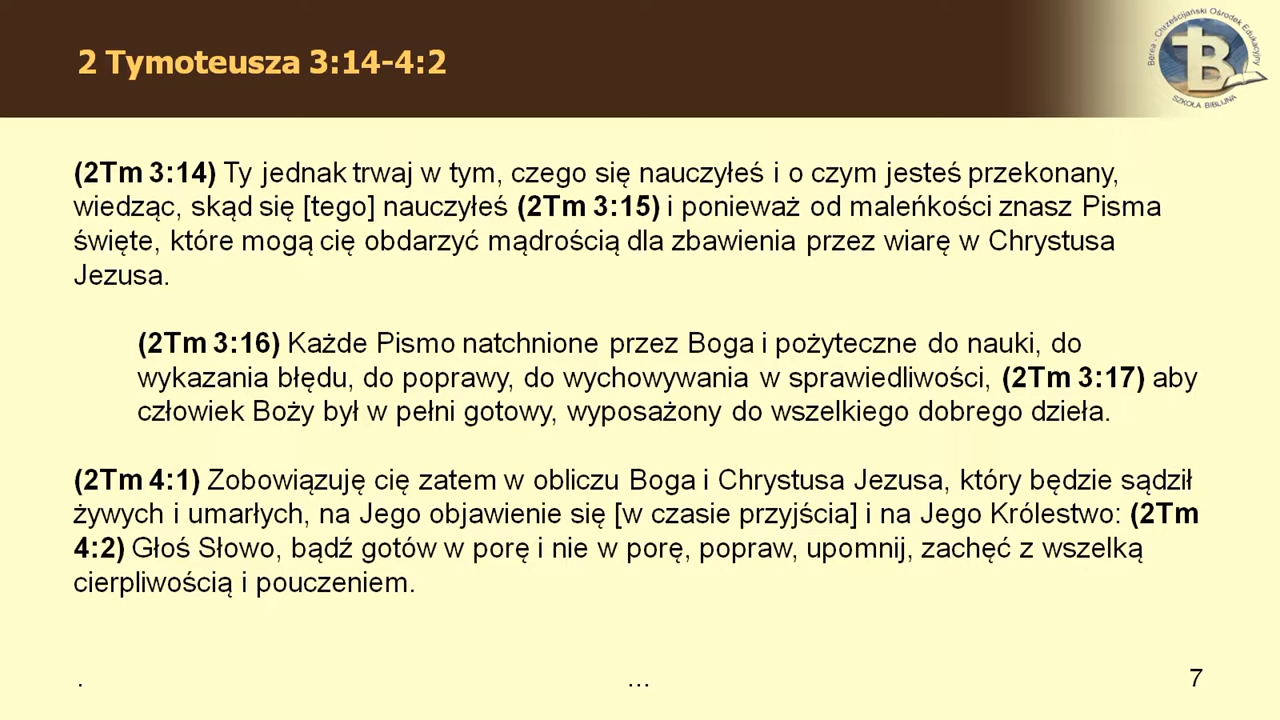 2 Tymoteusza 3:14-4:2
Berea - Chrześcijański Ośrodek Edukacyjny
B
SZKOŁA BIBLIJNA
(2Tm 3:14) Ty jednak trwaj w tym, czego się nauczyłeś i o czym jesteś przekonany,
wiedząc, skąd się [tego] nauczyłeś (2Tm 3:15) i ponieważ od maleńkości znasz Pisma
święte, które mogą cię obdarzyć mądrością dla zbawienia przez wiarę w Chrystusa
Jezusa.
(2Tm 3:16) Każde Pismo natchnione przez Boga i pożyteczne do nauki, do
wykazania błędu, do poprawy, do wychowywania w sprawiedliwości, (2Tm 3:17) aby
człowiek Boży był w pełni gotowy, wyposażony do wszelkiego dobrego dzieła.
(2Tm 4:1) Zobowiązuję cię zatem w obliczu Boga i Chrystusa Jezusa, który będzie sądził
żywych i umarłych, na Jego objawienie się [w czasie przyjścia] i na Jego Królestwo: (2Tm
4:2) Głoś Słowo, bądź gotów w porę i nie w porę, popraw, upomnij, zachęć z wszelką
cierpliwością i pouczeniem.
. ... 7